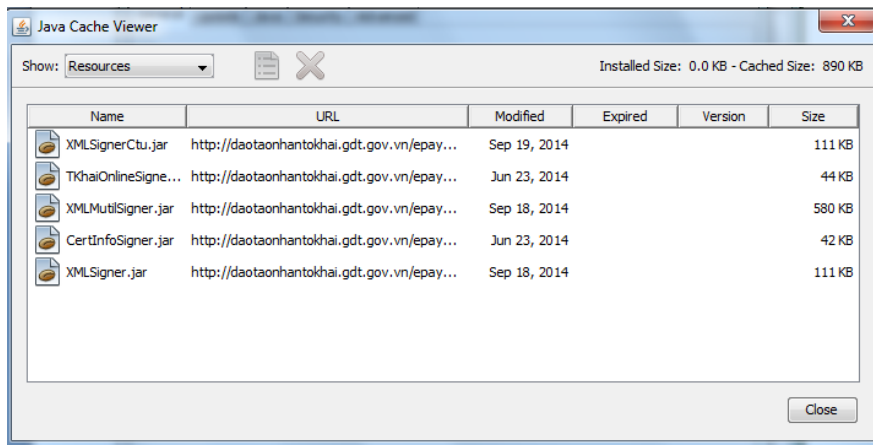 Java Cache Viewer
Show: Resources
Installed Size: 0.0 KB - Cached Size: 890 KB
Name URL Modified Expired Version Size
XMLSignerCtu.jar http://daotaonhantokhai.gdt.gov.vn/epay... Sep 19, 2014 111 KB
TKhaiOnlineSigne... http://daotaonhantokhai.gdt.gov.vn/epay... Jun 23, 2014 44 KB
XMLMutilSigner.jar http://daotaonhantokhai.gdt.gov.vn/epay... Sep 18, 2014 580 KB
CertInfoSigner.jar http://daotaonhantokhai.gdt.gov.vn/epay... Jun 23, 2014 42 KB
XMLSigner.jar http://daotaonhantokhai.gdt.gov.vn/epay... Sep 18, 2014 111 KB
Close